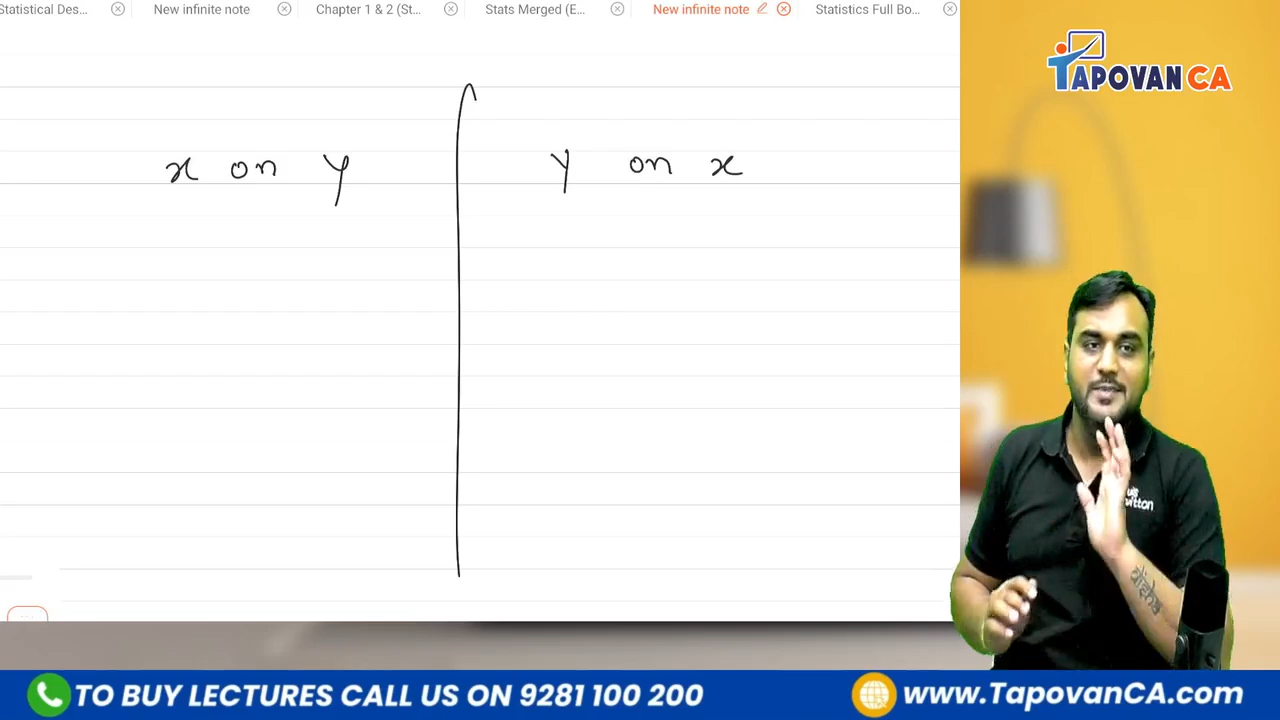 Statistical Des...
New infinite note
Chapter 1 & 2 (St...
Stats Merged (E...
New infinite note
Statistics Full Bo...
TAPOVAN CA
x on y
y on x
TO BUY LECTURES CALL US ON 9281 100 200
www.TapovanCA.com